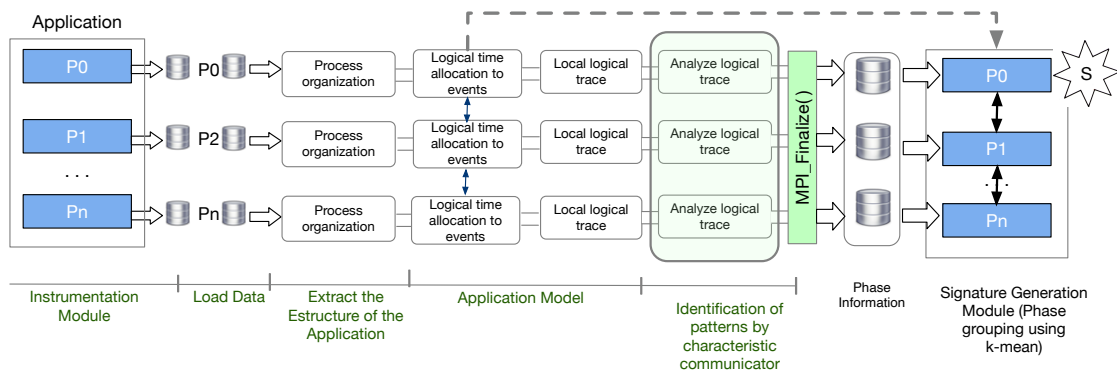 Application
P0
P0
Process
organization
Logical time
allocation to
events
Local logical
trace
Analyze logical
trace
P0
S
P1
P2
Process
organization
Logical time
allocation to
events
Local logical
trace
Analyze logical
trace
MPI_Finalize()
P1
. . .
. . .
Pn
Pn
Process
organization
Logical time
allocation to
events
Local logical
trace
Analyze logical
trace
Pn
Instrumentation
Module
Load Data
Extract the
Estructure of the
Application
Application Model
Identification of
patterns by
characteristic
communicator
Phase
Information
Signature Generation
Module (Phase
grouping using
k-mean)